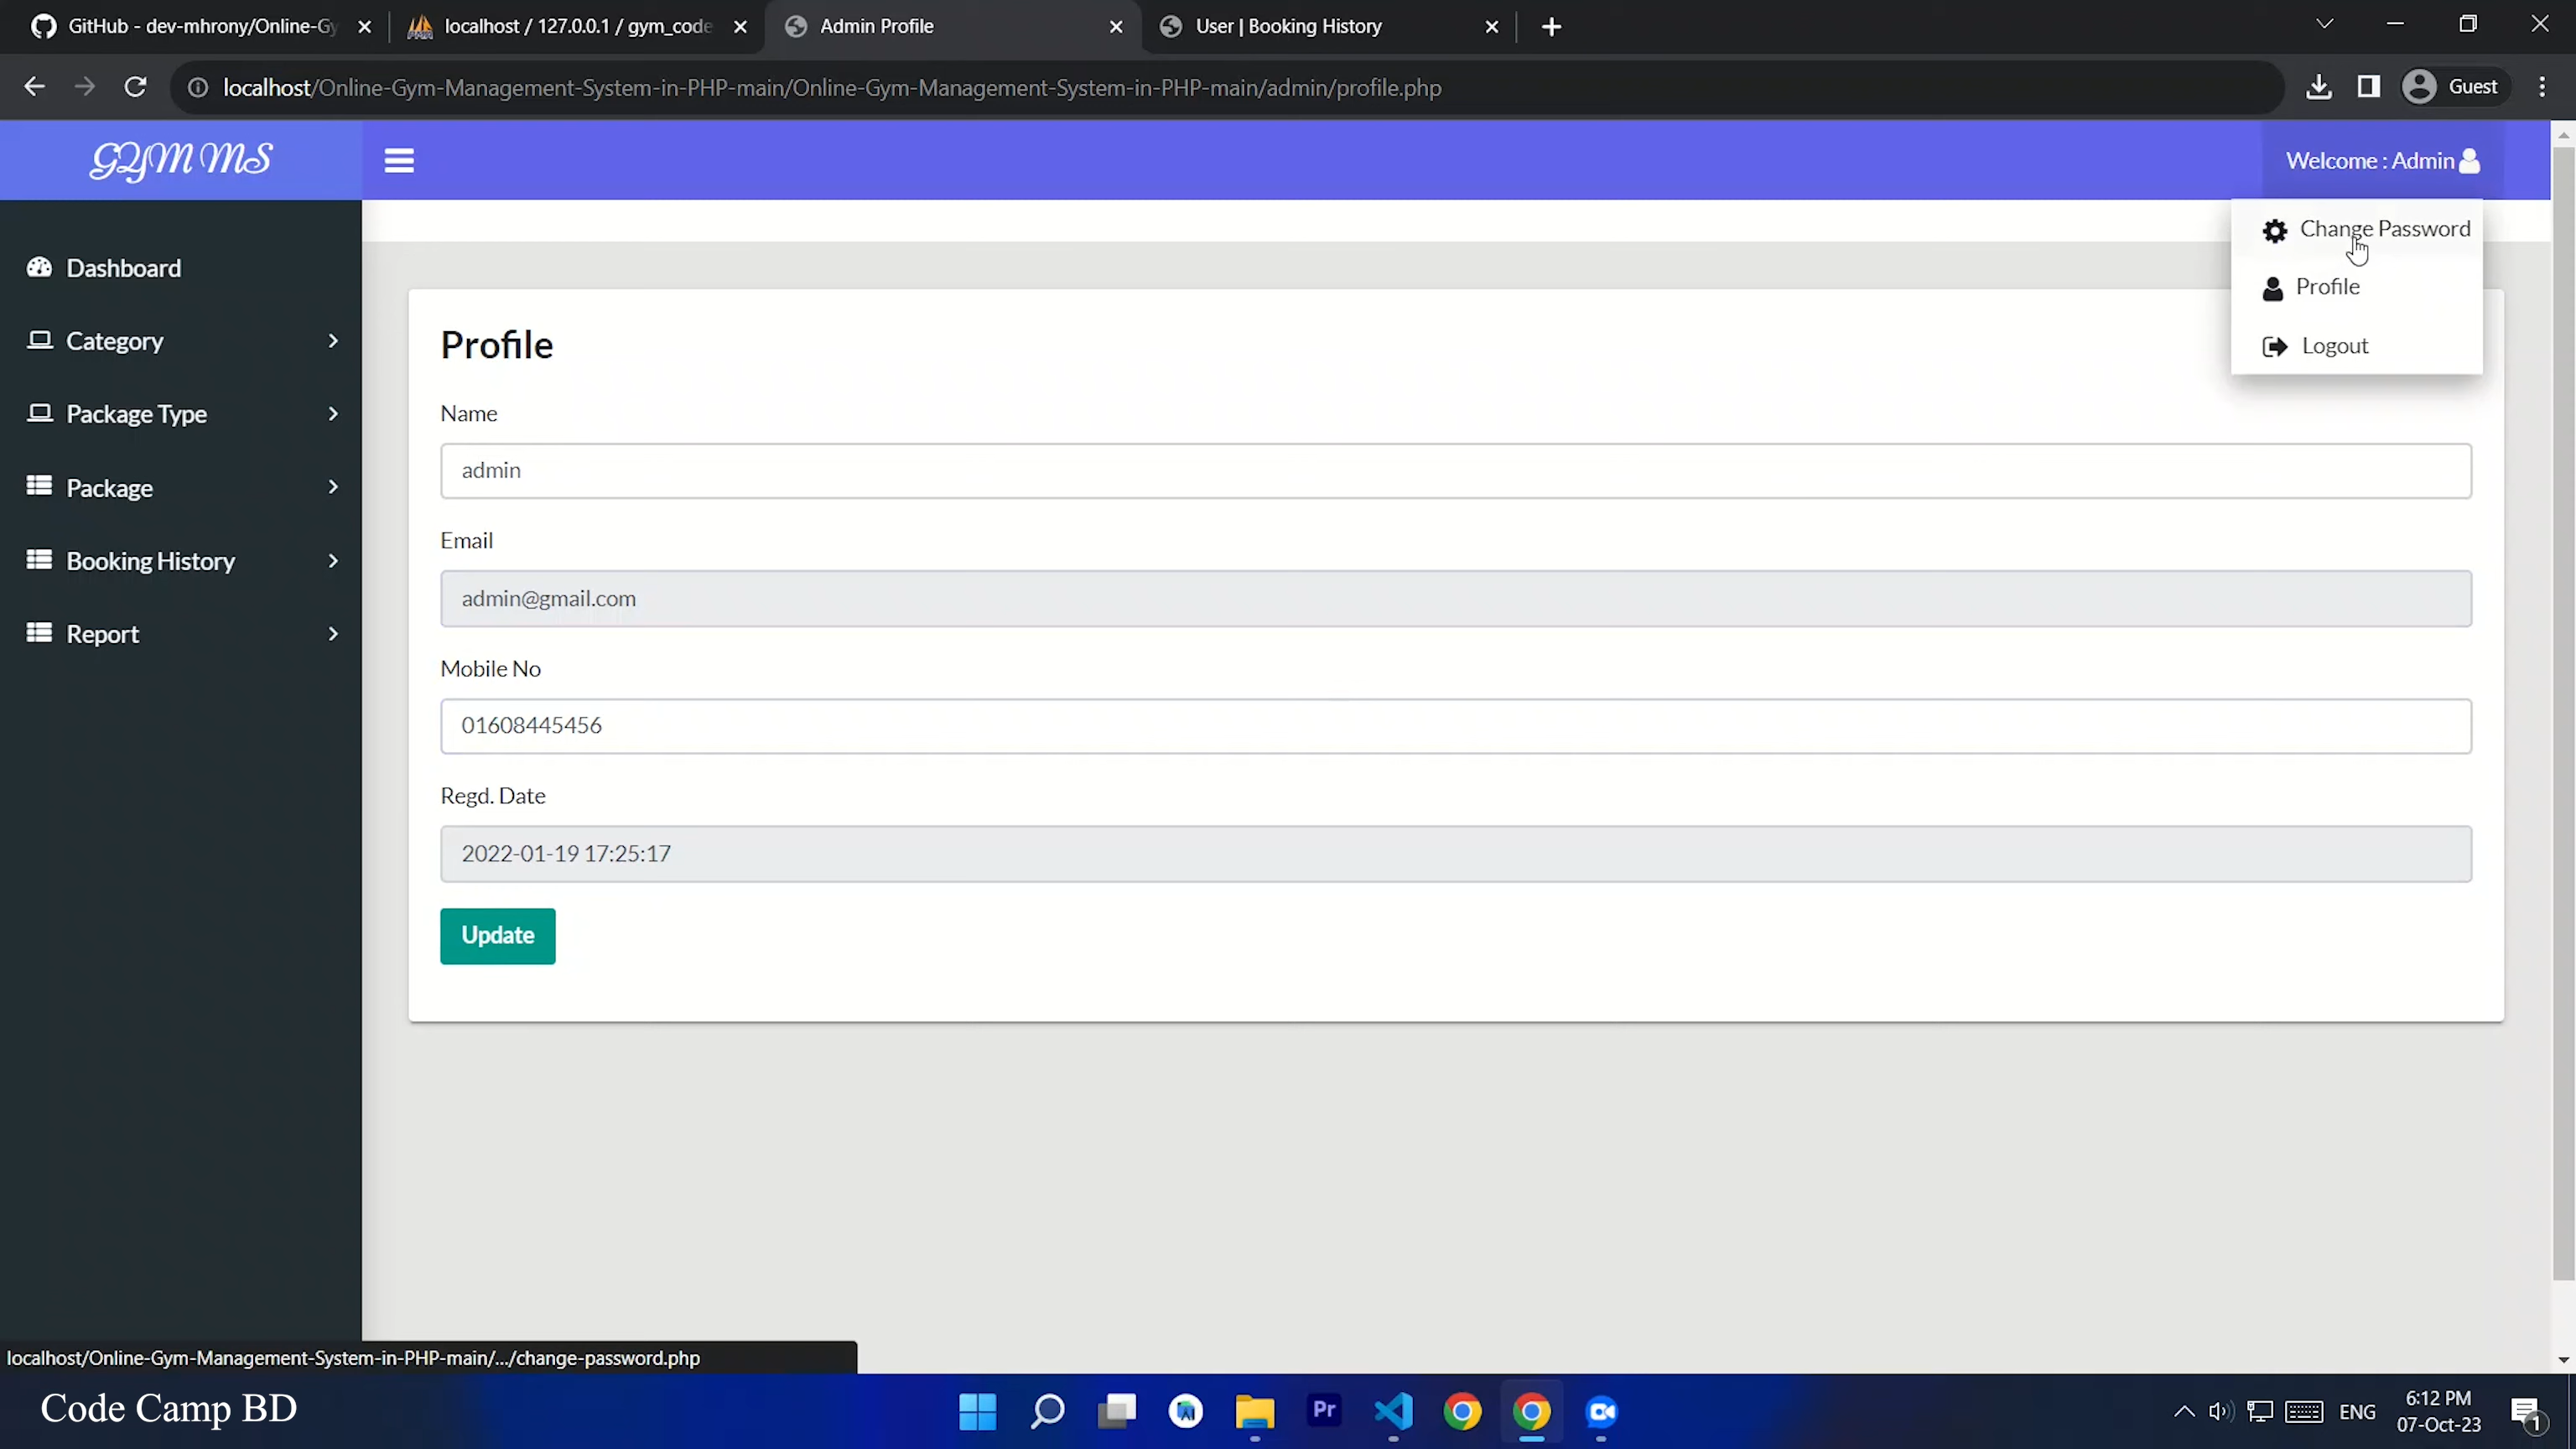 GitHub - dev-mhrony/Online-Gy
localhost / 127.0.0.1 / gym_code
Admin Profile
User | Booking History
localhost/Online-Gym-Management-System-in-PHP-main/Online-Gym-Management-System-in-PHP-main/admin/profile.php
Guest
GYM MS
Welcome : Admin
Change Password
Profile
Logout
Dashboard
Category
Package Type
Package
Booking History
Report
Profile
Name
admin
Email
admin@gmail.com
Mobile No
01608445456
Regd. Date
2022-01-19 17:25:17
Update
localhost/Online-Gym-Management-System-in-PHP-main/.../change-password.php
Code Camp BD
Pr
ENG
6:12 PM
07-Oct-23
1